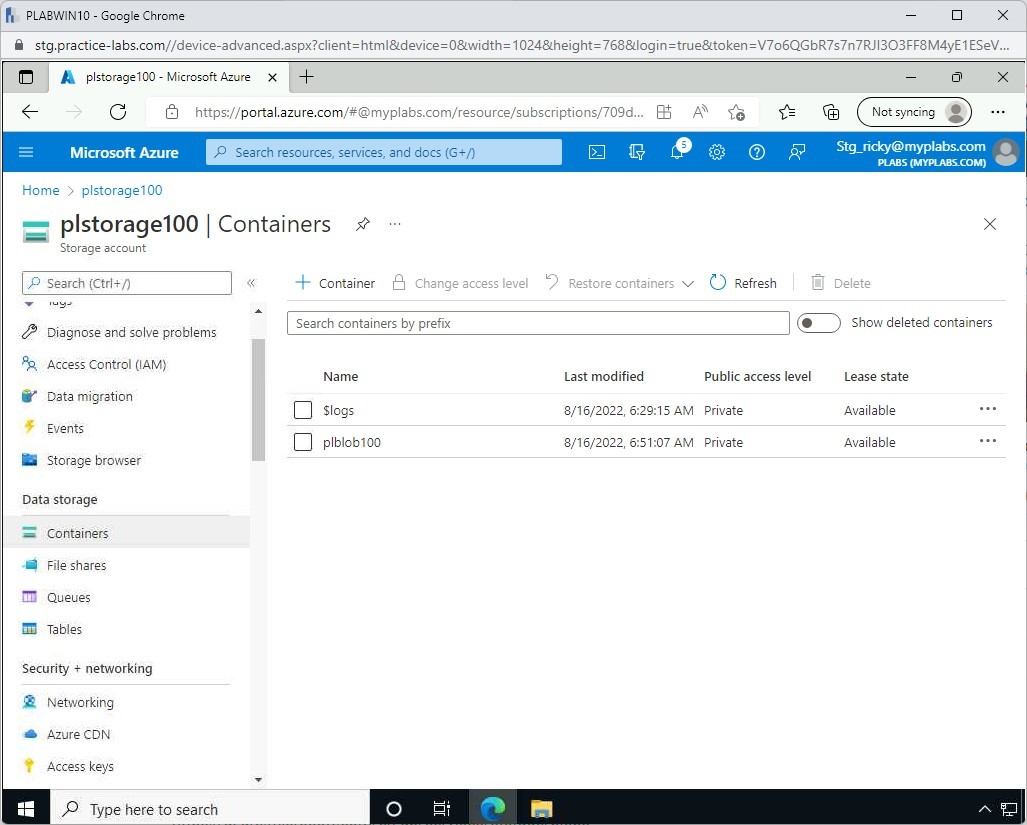 PLABWIN10 - Google Chrome
stg.practice-labs.com//device-advanced.aspx?client=html&device=0&width=1024&height=768&login=true&token=V7o6QGbR7s7n7RJI3O3FF8M4yE1ESeV...
plstorage100 - Microsoft Azure
https://portal.azure.com/#@myplabs.com/resource/subscriptions/709d...
Not syncing
Microsoft Azure
Search resources, services, and docs (G+/)
5
Stg_ricky@myplabs.com
PLABS (MYPLABS.COM)
Home > plstorage100
plstorage100 | Containers
Storage account
Search (Ctrl+/)
Container
Change access level
Restore containers
Refresh
Delete
Search containers by prefix
Show deleted containers
Tags
Diagnose and solve problems
Access Control (IAM)
Data migration
Events
Storage browser
Data storage
Containers
File shares
Queues
Tables
Security + networking
Networking
Azure CDN
Access keys
Name Last modified Public access level Lease state
$logs 8/16/2022, 6:29:15 AM Private Available
plblob100 8/16/2022, 6:51:07 AM Private Available
Type here to search